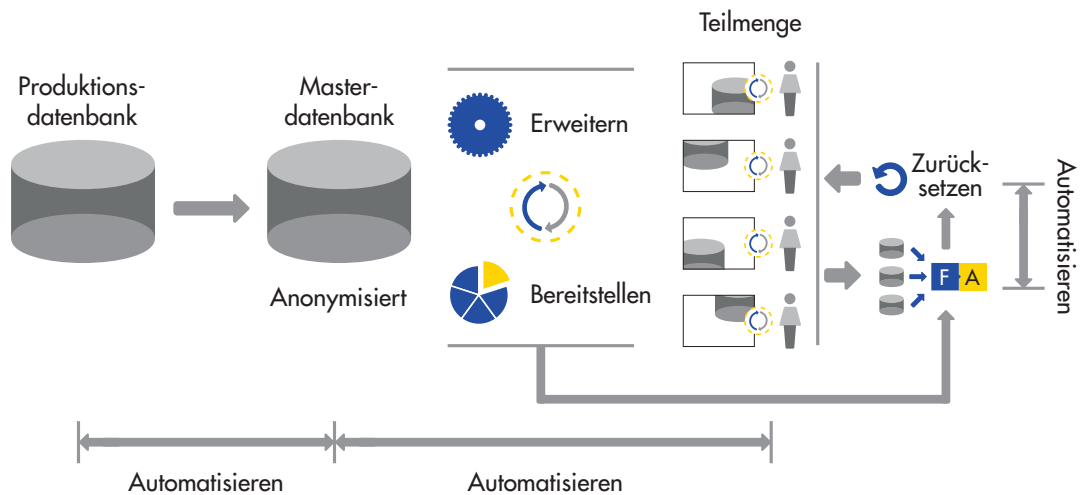 Teilmenge
Produktions-
datenbank
Master-
datenbank
Anonymisiert
Erweitern
Bereitstellen
Zurück-
setzen
F A
Automatisieren
Automatisieren
Automatisieren